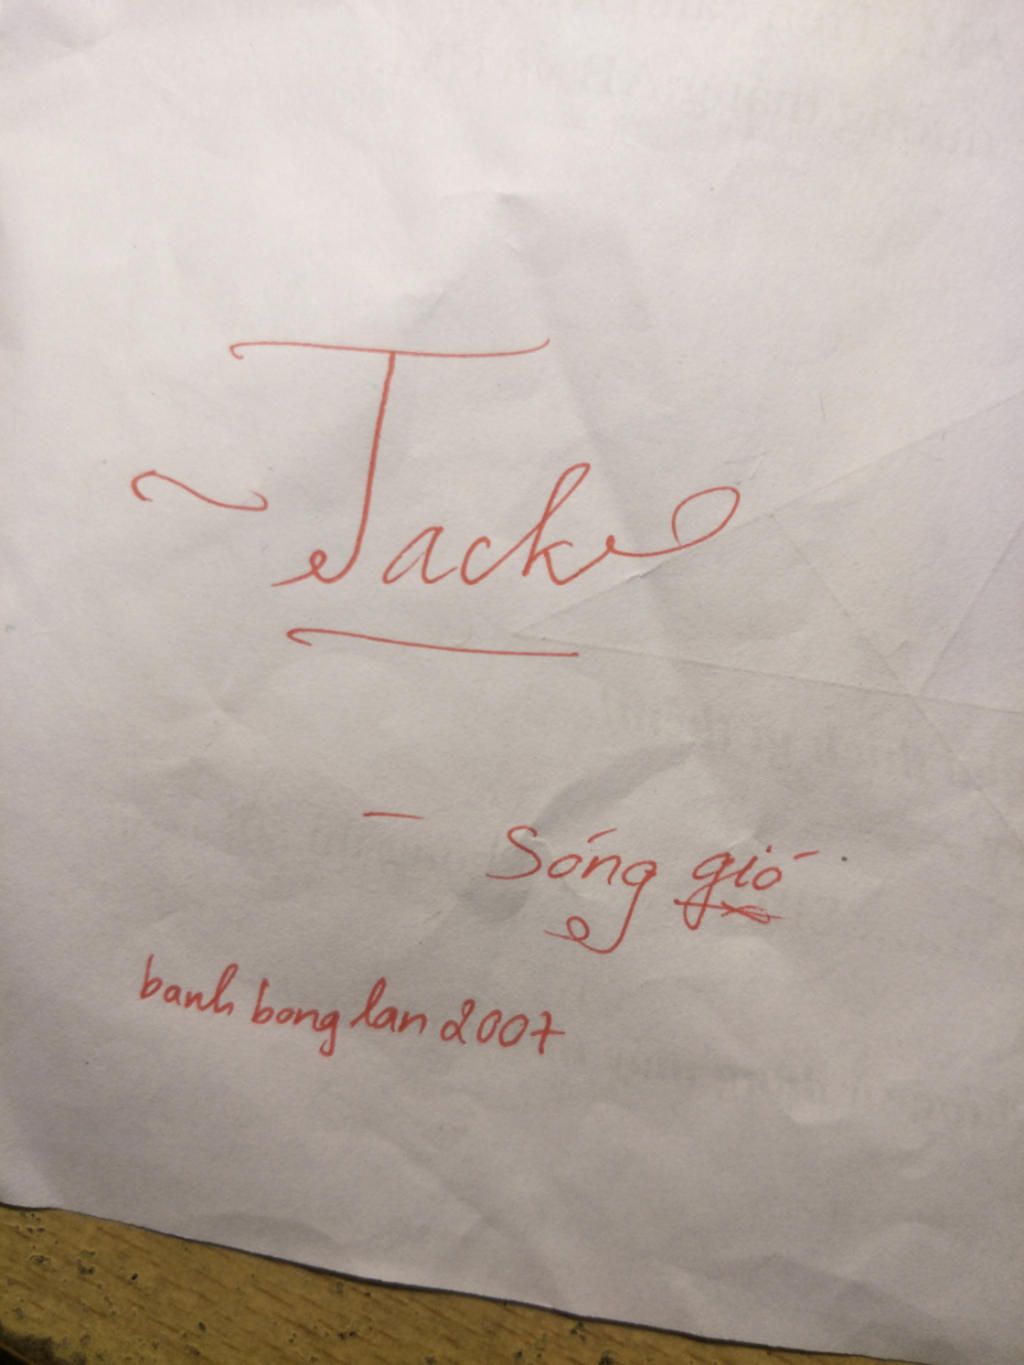 ~ Jack
- Sóng gió
banh bong lan 2007